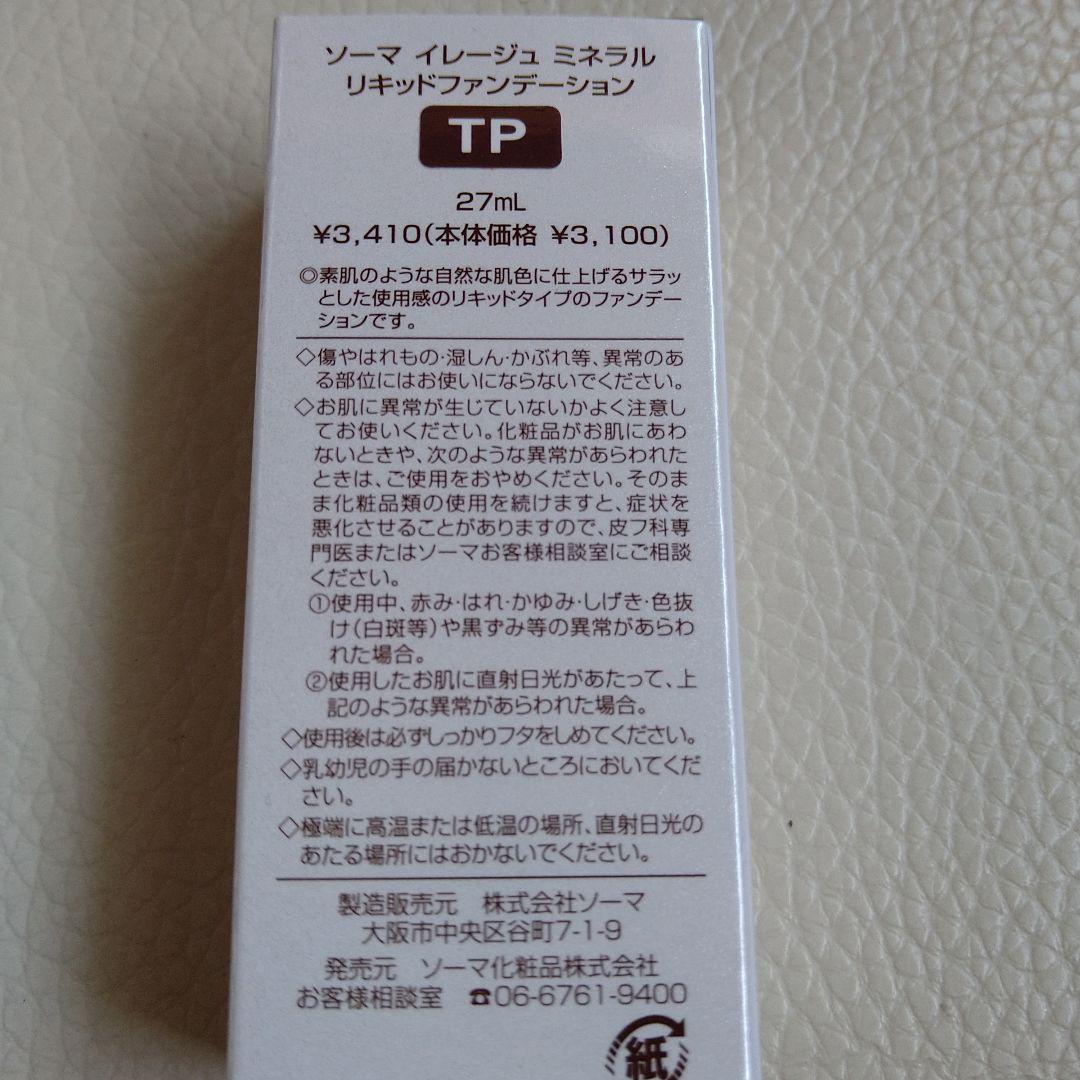 ソーマ イレージュ ミネラル
リキッドファンデーション
TP
27mL
¥3,410(本体価格 ¥3,100)
◎素肌のような自然な肌色に仕上げるサラッ
とした使用感のリキッドタイプのファンデー
ションです。
◇傷やはれもの・湿しん・かぶれ等、異常のあ
る部位にはお使いにならないでください。
◇お肌に異常が生じていないかよく注意し
てお使いください。化粧品がお肌にあわ
ないときや、次のような異常があらわれた
ときは、ご使用をおやめください。そのま
ま化粧品類の使用を続けますと、症状を
悪化させることがありますので、皮フ科専
門医またはソーマお客様相談室にご相談
ください。
①使用中、赤み・はれ・かゆみ・しげき・色抜
け(白斑等)や黒ずみ等の異常があらわ
れた場合。
②使用したお肌に直射日光があたって、上
記のような異常があらわれた場合。
◇使用後は必ずしっかりフタをしめてください。
◇乳幼児の手の届かないところにおいてくだ
さい。
◇極端に高温または低温の場所、直射日光の
あたる場所にはおかないでください。
製造販売元 株式会社ソーマ
大阪市中央区谷町7-1-9
発売元 ソーマ化粧品株式会社
お客様相談室 ☎06-6761-9400
紙